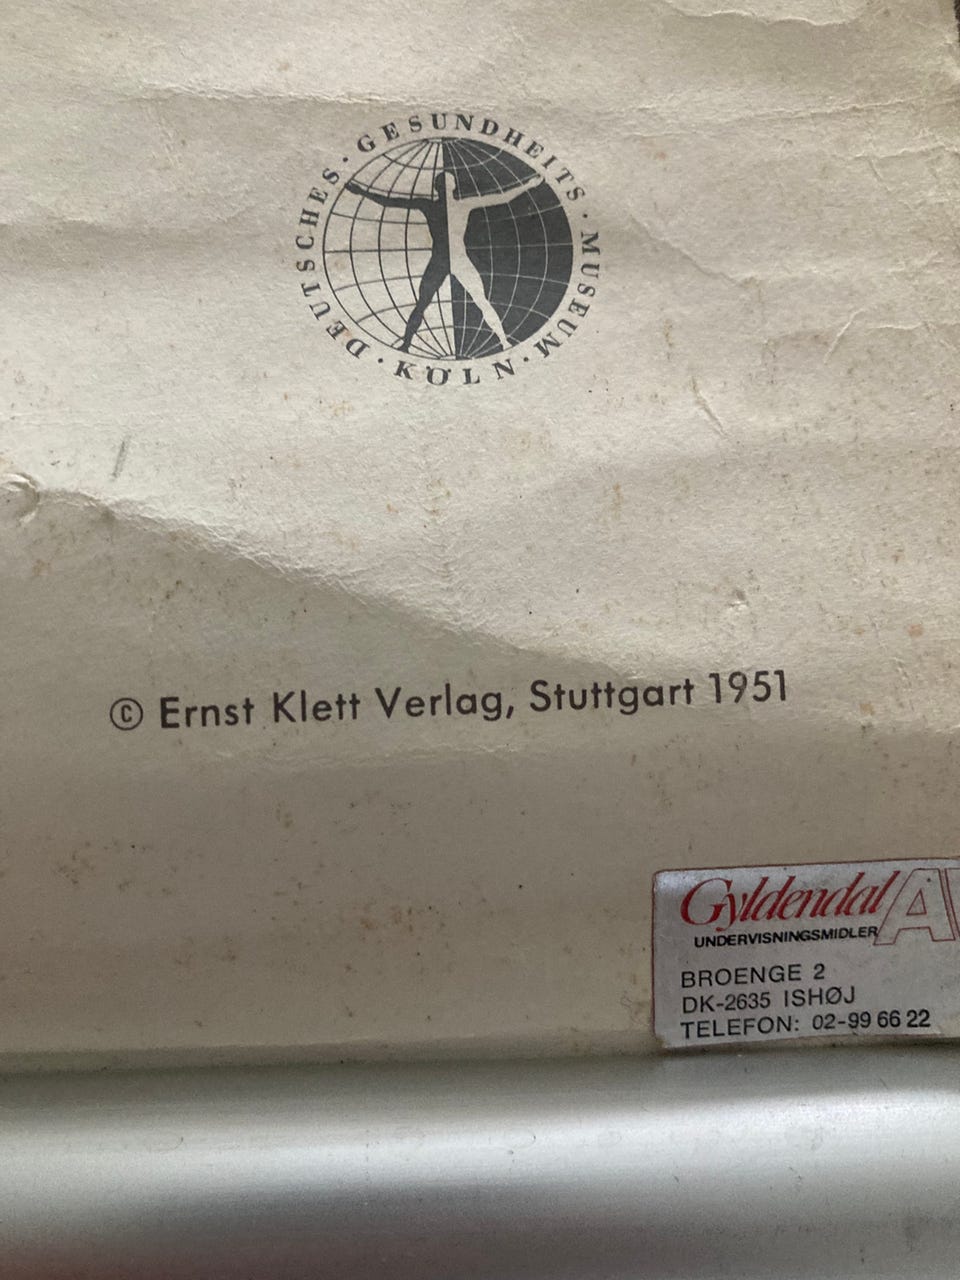 DEUTSCHES · GESUNDHEITS · MUSEUM · KÖLN ·
© Ernst Klett Verlag, Stuttgart 1951
Gyldendal
UNDERVISNINGSMIDLER
BROENGE 2
DK-2635 ISHØJ
TELEFON: 02-99 66 22